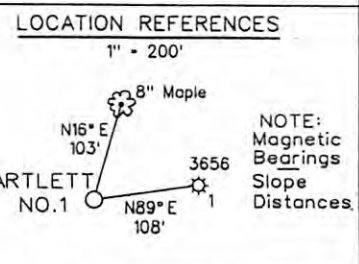 LOCATION REFERENCES
1" - 200'
8" Maple
N16° E
103'
NOTE:
Magnetic
Bearings
Slope
Distances
3656
1
ARTLETT
NO.1
N89° E
108'